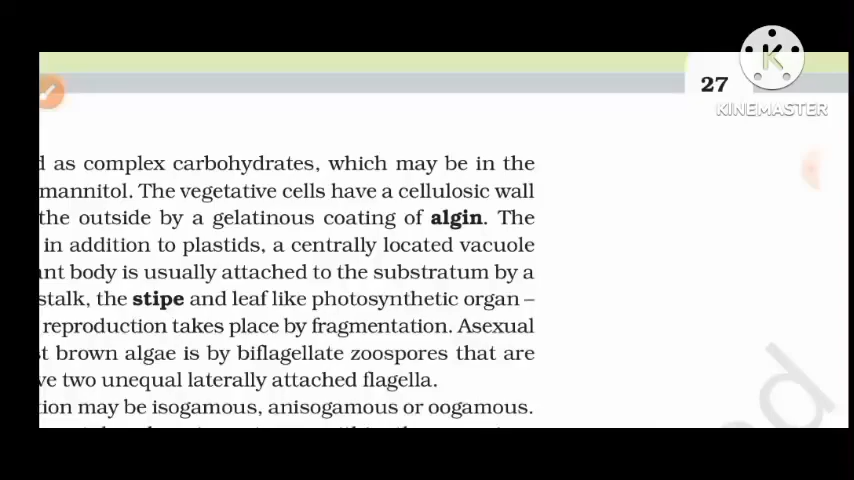 27
KINEMASTER
d as complex carbohydrates, which may be in the
mannitol. The vegetative cells have a cellulosic wall
the outside by a gelatinous coating of algin. The
in addition to plastids, a centrally located vacuole
nt body is usually attached to the substratum by a
stalk, the stipe and leaf like photosynthetic organ –
reproduction takes place by fragmentation. Asexual
t brown algae is by biflagellate zoospores that are
ve two unequal laterally attached flagella.
tion may be isogamous, anisogamous or oogamous.